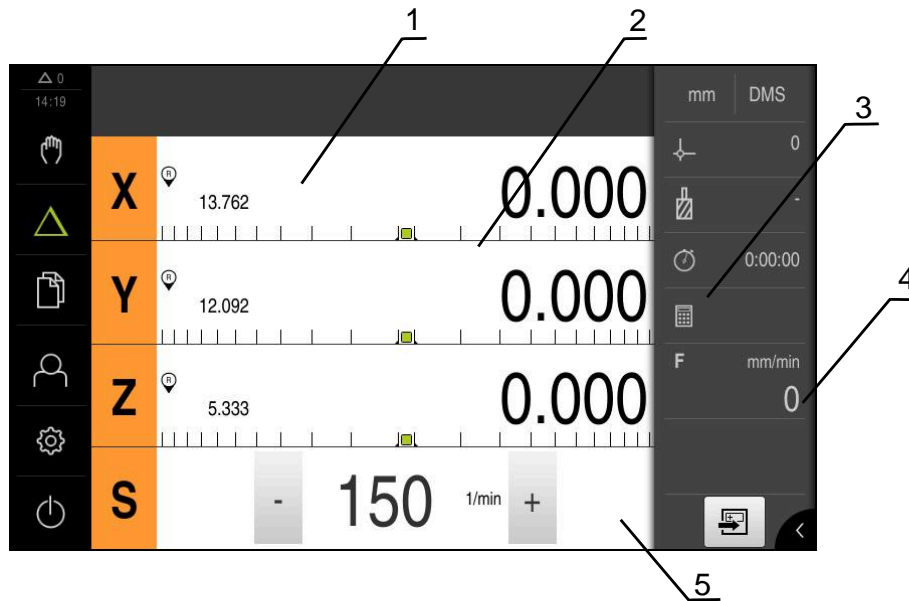 1
2
△ 0
14:19
mm DMS
3
0
X
R
13.762
0.000
-
0:00:00
4
Y
R
12.092
0.000
F mm/min
0
Z
R
5.333
0.000
S
- 150 1/min +
5